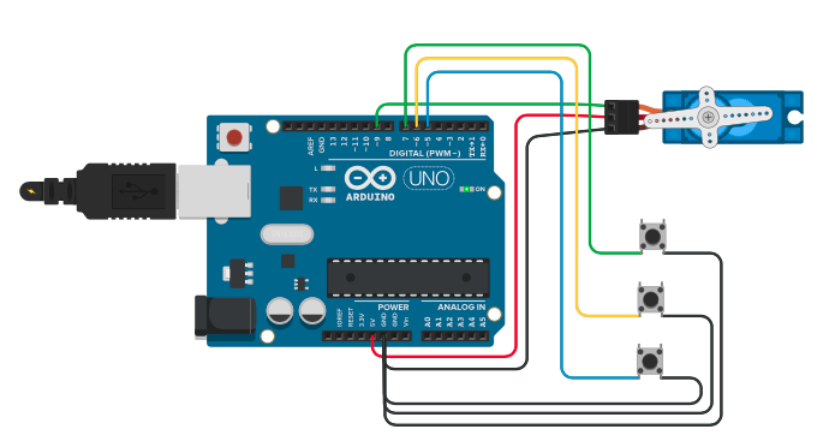 AREF
GND
13
12
~11
~10
~9
8
7
~6
~5
4
~3
2
TX→1
RX←0
DIGITAL (PWM~)
L
TX
RX
UNO
ARDUINO
ON
POWER
ANALOG IN
IOREF
RESET
3.3V
5V
GND
GND
Vin
A0
A1
A2
A3
A4
A5